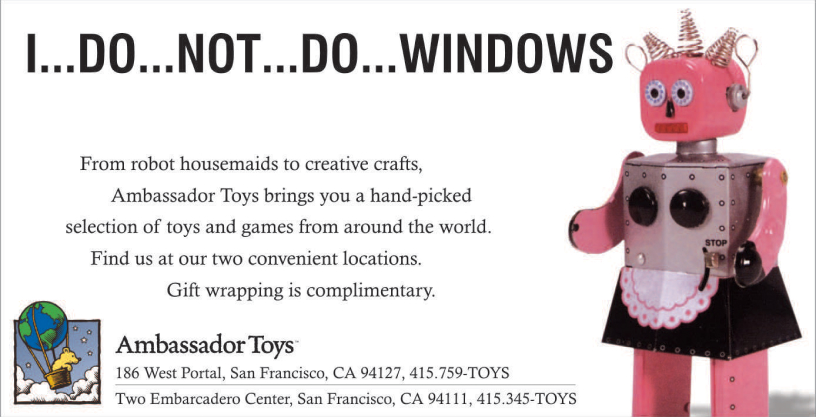 I...DO...NOT...DO...WINDOWS
From robot housemaids to creative crafts,
Ambassador Toys brings you a hand-picked
selection of toys and games from around the world.
Find us at our two convenient locations.
Gift wrapping is complimentary.
STOP
Ambassador Toys™
186 West Portal, San Francisco, CA 94127, 415.759-TOYS
Two Embarcadero Center, San Francisco, CA 94111, 415.345-TOYS